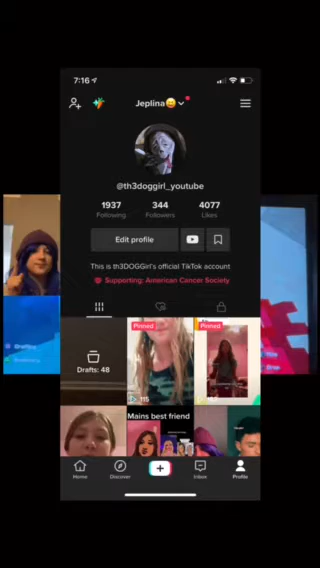 7:16
Jeplina😄
@th3doggirl_youtube
1937 344 4077
Following Followers Likes
Edit profile
This is th3DOGGirl's official TikTok account
Supporting: American Cancer Society
Drafts: 48
Pinned
115
Pinned
Mains best friend
Home Discover Inbox Profile